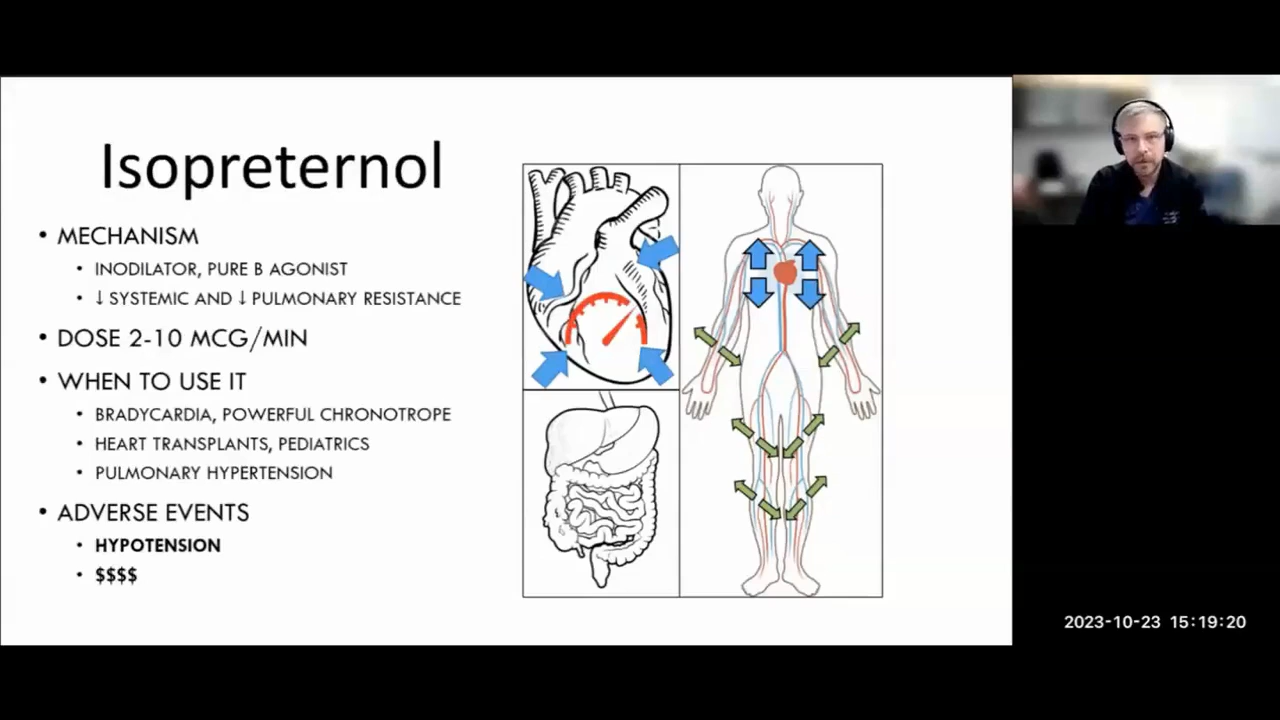 Isopreternol
• MECHANISM
• INODILATOR, PURE B AGONIST
• ↓ SYSTEMIC AND ↓ PULMONARY RESISTANCE
• DOSE 2-10 MCG/MIN
• WHEN TO USE IT
• BRADYCARDIA, POWERFUL CHRONOTROPE
• HEART TRANSPLANTS, PEDIATRICS
• PULMONARY HYPERTENSION
• ADVERSE EVENTS
• HYPOTENSION
• $$$$
2023-10-23 15:19:20